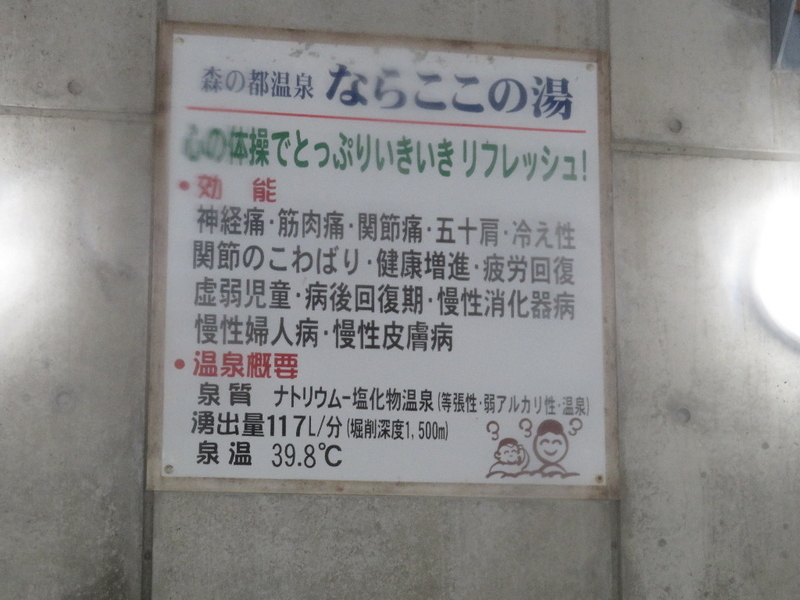 森の都温泉 ならここの湯
心の体操でとっぷりいきいき リフレッシュ!
・効 能
神経痛・筋肉痛・関節痛・五十肩・冷え性
関節のこわばり・健康増進・疲労回復
虚弱児童・病後回復期・慢性消化器病
慢性婦人病・慢性皮膚病
・温泉概要
泉質 ナトリウムー塩化物温泉(等張性・弱アルカリ性・温泉)
湧出量117L/分(堀削深度1,500m)
泉温 39.8℃